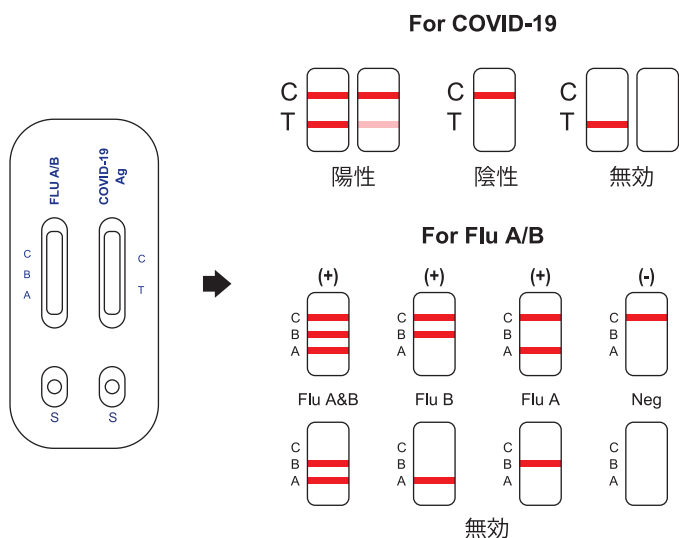 For COVID-19
C
T
C
T
C
T
陽性
陰性
無効
FLU A/B
COVID-19
Ag
C
B
A
C
T
S
S
For Flu A/B
(+)
(+)
(+)
(-)
C
B
A
C
B
A
C
B
A
C
B
A
Flu A&B
Flu B
Flu A
Neg
C
B
A
C
B
A
C
B
A
C
B
A
無効